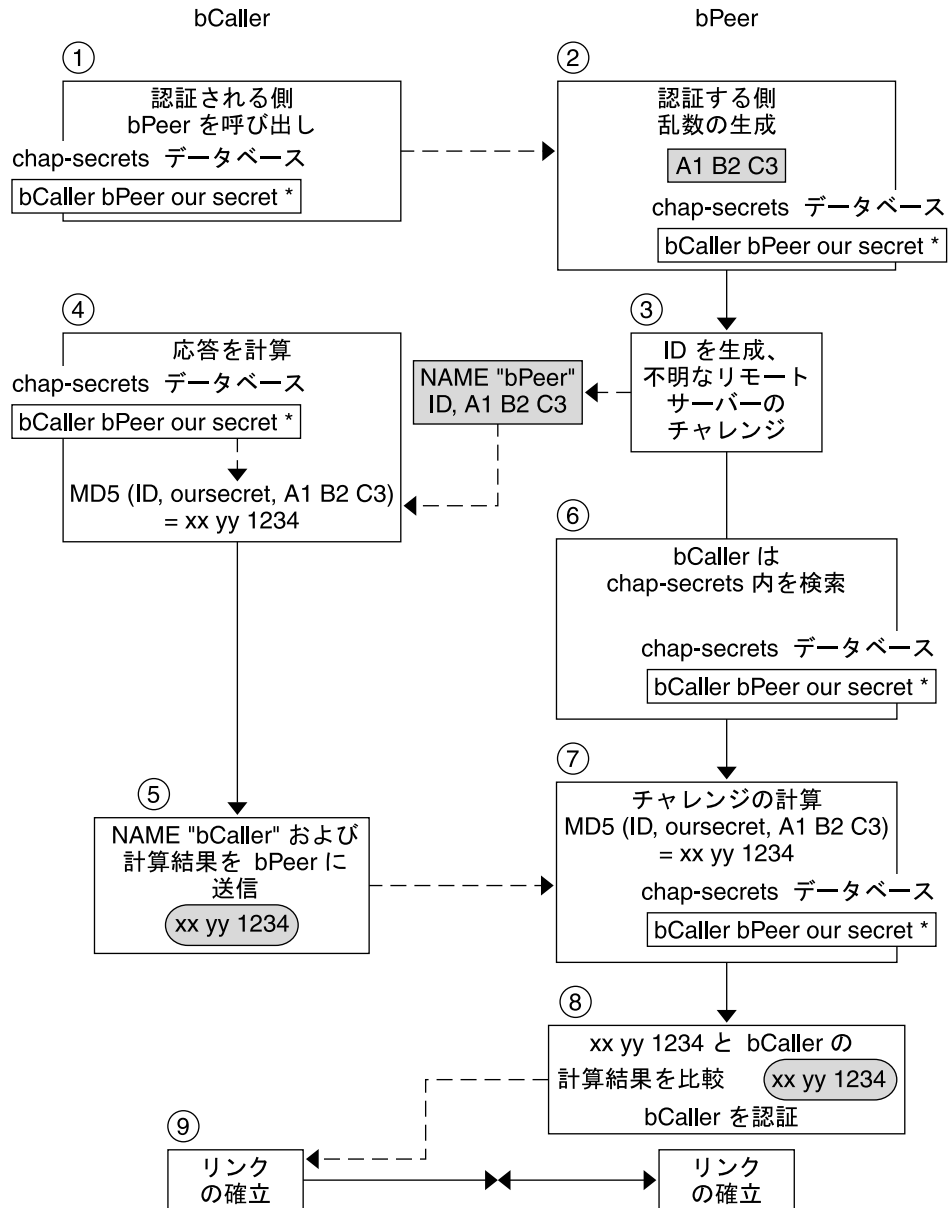 bCaller
bPeer
①
認証される側
bPeer を呼び出し
chap-secrets データベース
bCaller bPeer our secret *
②
認証する側
乱数の生成
A1 B2 C3
chap-secrets データベース
bCaller bPeer our secret *
③
ID を生成、
不明なリモート
サーバーの
チャレンジ
NAME "bPeer"
ID, A1 B2 C3
④
応答を計算
chap-secrets データベース
bCaller bPeer our secret *
MD5 (ID, oursecret, A1 B2 C3)
= xx yy 1234
⑤
NAME "bCaller" および
計算結果を bPeer に
送信
xx yy 1234
⑥
bCaller は
chap-secrets 内を検索
chap-secrets データベース
bCaller bPeer our secret *
⑦
チャレンジの計算
MD5 (ID, oursecret, A1 B2 C3)
= xx yy 1234
chap-secrets データベース
bCaller bPeer our secret *
⑧
xx yy 1234 と bCaller の
計算結果を比較 xx yy 1234
bCaller を認証
⑨
リンク
の確立
リンク
の確立